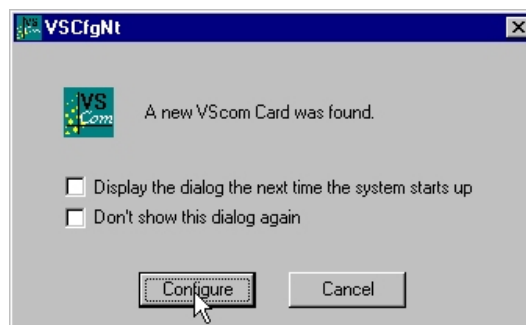 VSCfgNt
VS
Com
A new VScom Card was found.
Display the dialog the next time the system starts up
Don't show this dialog again
Configure
Cancel